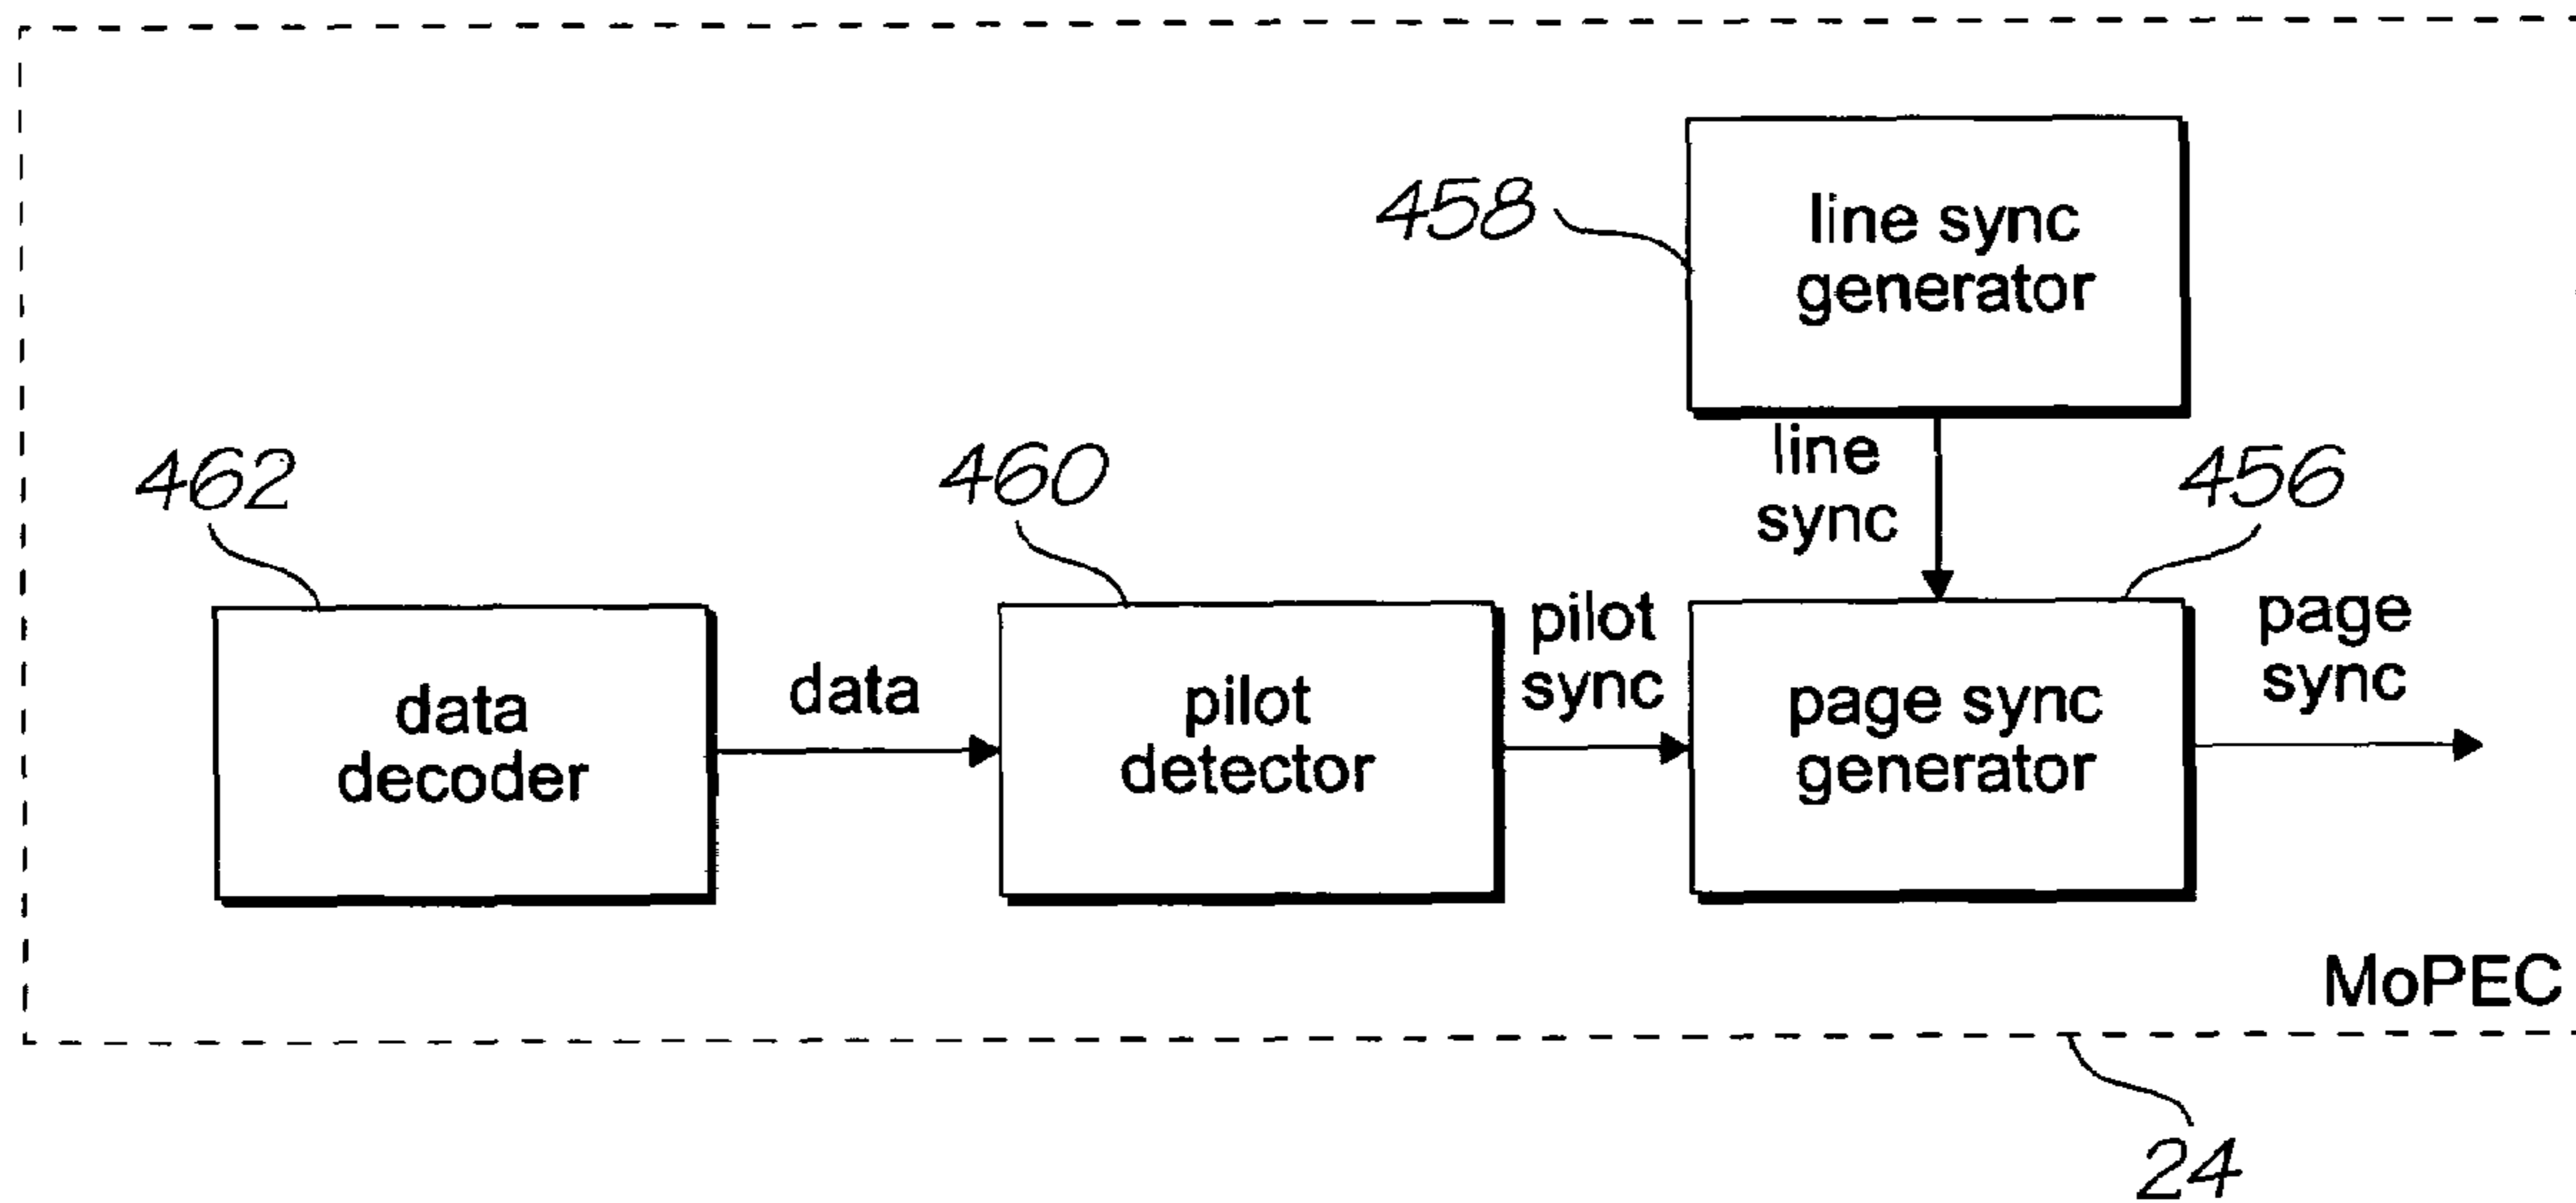 458
line sync
generator
line
sync
462
460
456
data
decoder
data
pilot
detector
pilot
sync
page sync
generator
page
sync
MoPEC
24